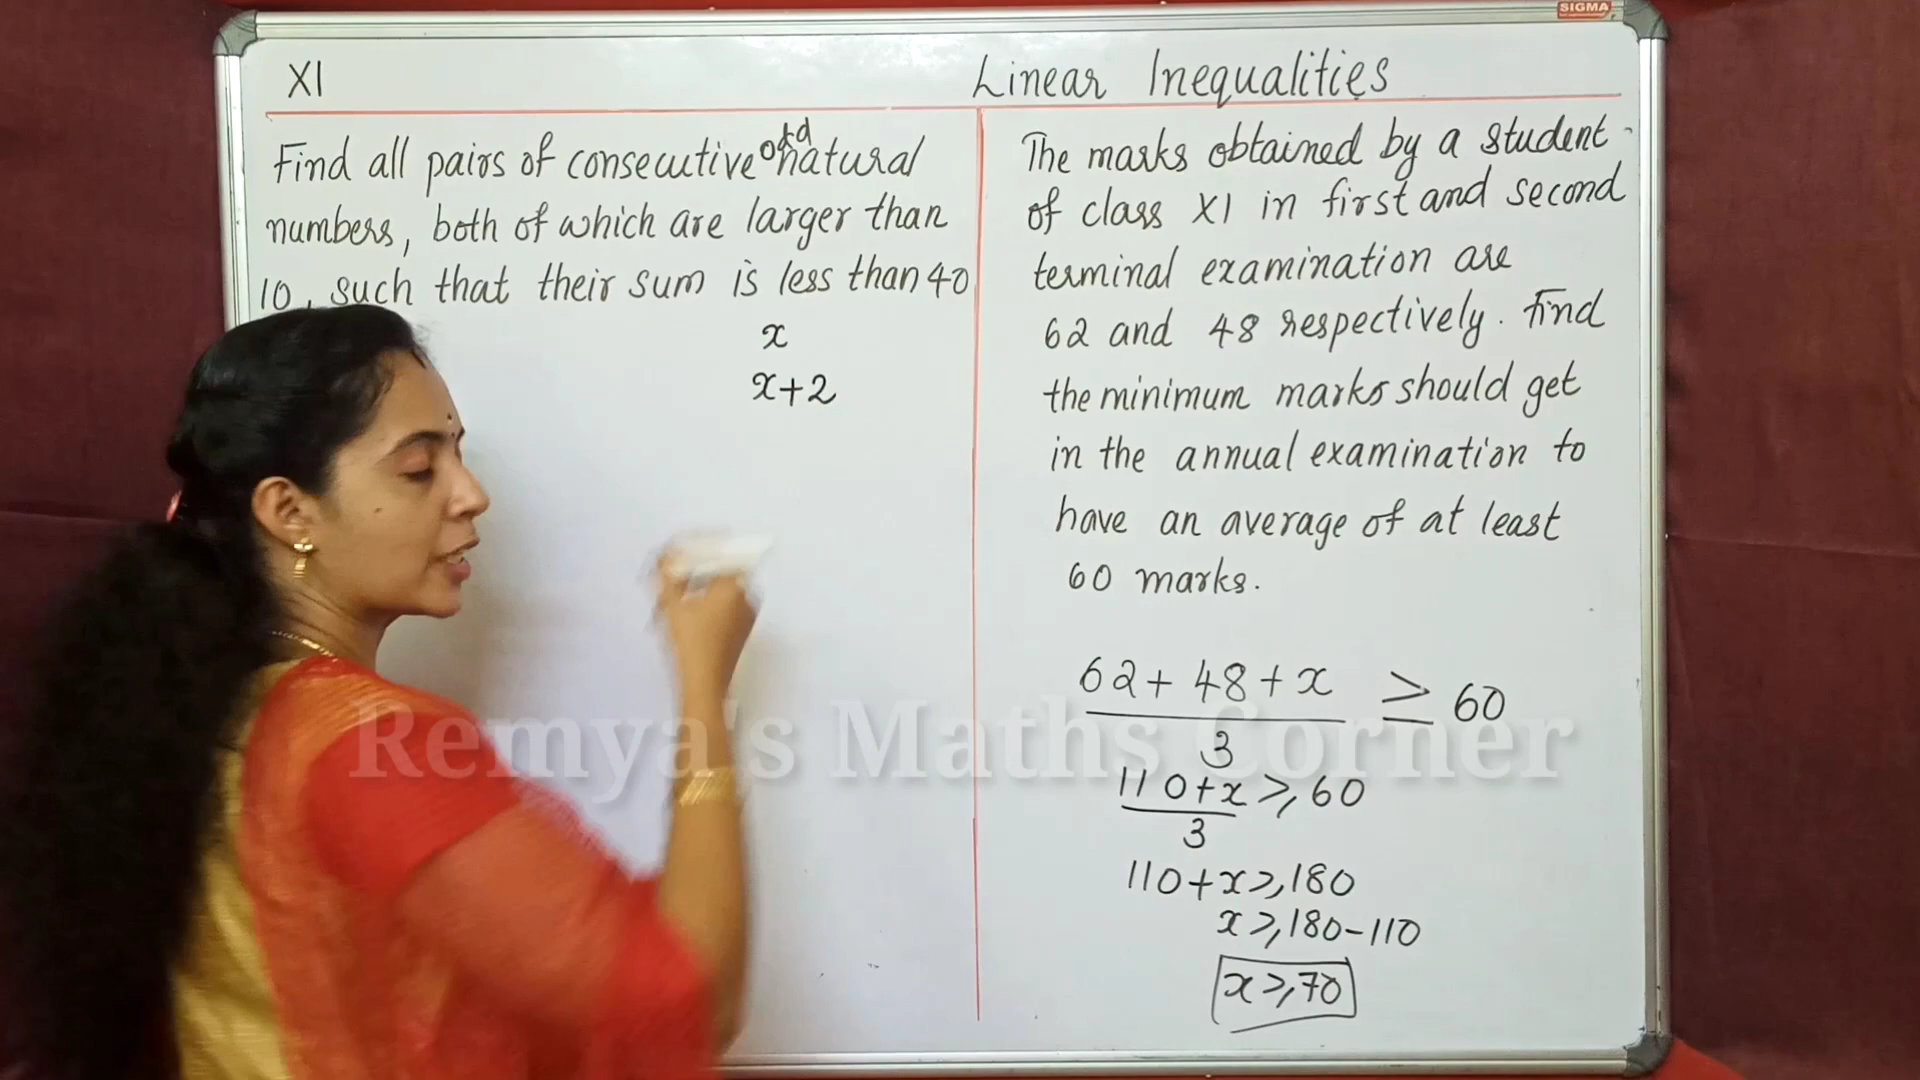 SIGMA
XI
Linear Inequalities
Find all pairs of consecutive odd natural
numbers, both of which are larger than
10, such that their sum is less than 40
x
x+2
The marks obtained by a student
of class XI in first and second
terminal examination are
62 and 48 respectively. Find
the minimum marks should get
in the annual examination to
have an average of at least
60 marks.
62 + 48 + x ≥ 60
3
110+x ≥ 60
3
110+x ≥ 180
x ≥ 180-110
x ≥ 70
Remya's Maths Corner